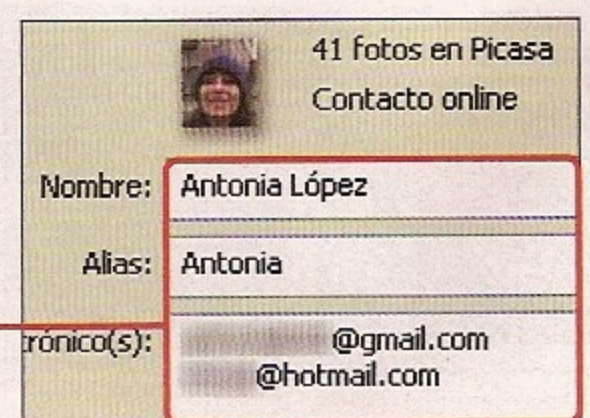 41 fotos en Picasa
Contacto online
Nombre: Antonia López
Alias: Antonia
trónico(s): @gmail.com
@hotmail.com